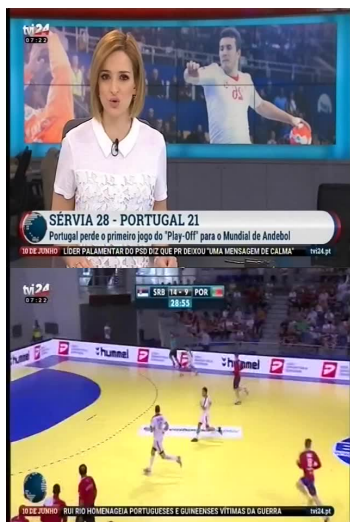 tvi24
07:22
SÉRVIA 28 - PORTUGAL 21
Portugal perde o primeiro jogo do "Play-Off" para o Mundial de Andebol
10 DE JUNHO LÍDER PALAMENTAR DO PSD DIZ QUE PR DEIXOU "UMA MENSAGEM DE CALMA" tvi24.pt
tvi24
07:22
SRB 14 - 9 POR
28:55
hummel
hummel
10 DE JUNHO RUI RIO HOMENAGEIA PORTUGUESES E GUINEENSES VÍTIMAS DA GUERRA tvi24.pt